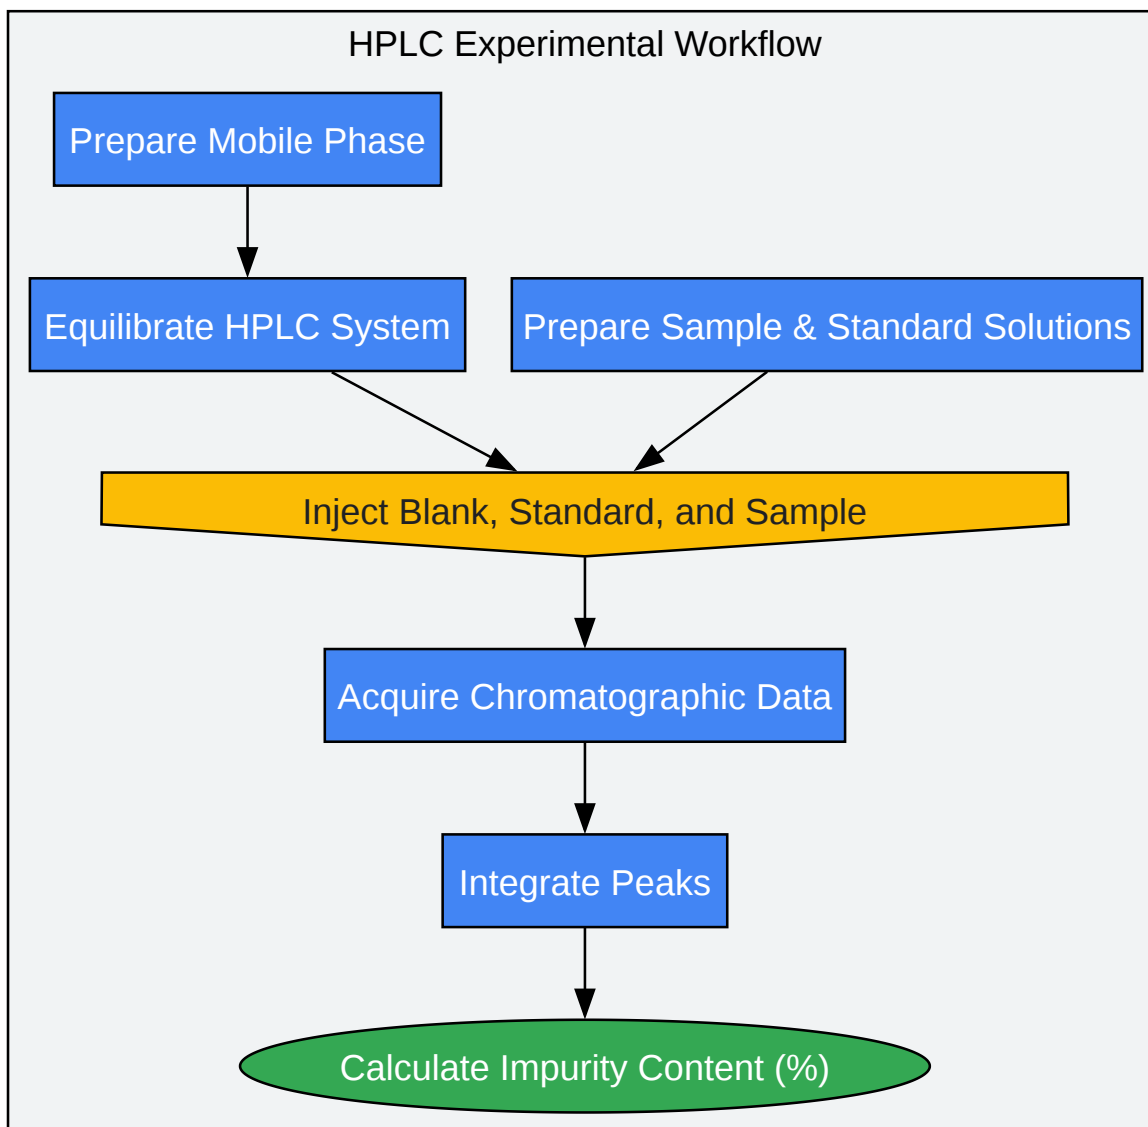 HPLC Experimental Workflow
Prepare Mobile Phase
Equilibrate HPLC System
Prepare Sample & Standard Solutions
Inject Blank, Standard, and Sample
Acquire Chromatographic Data
Integrate Peaks
Calculate Impurity Content (%)